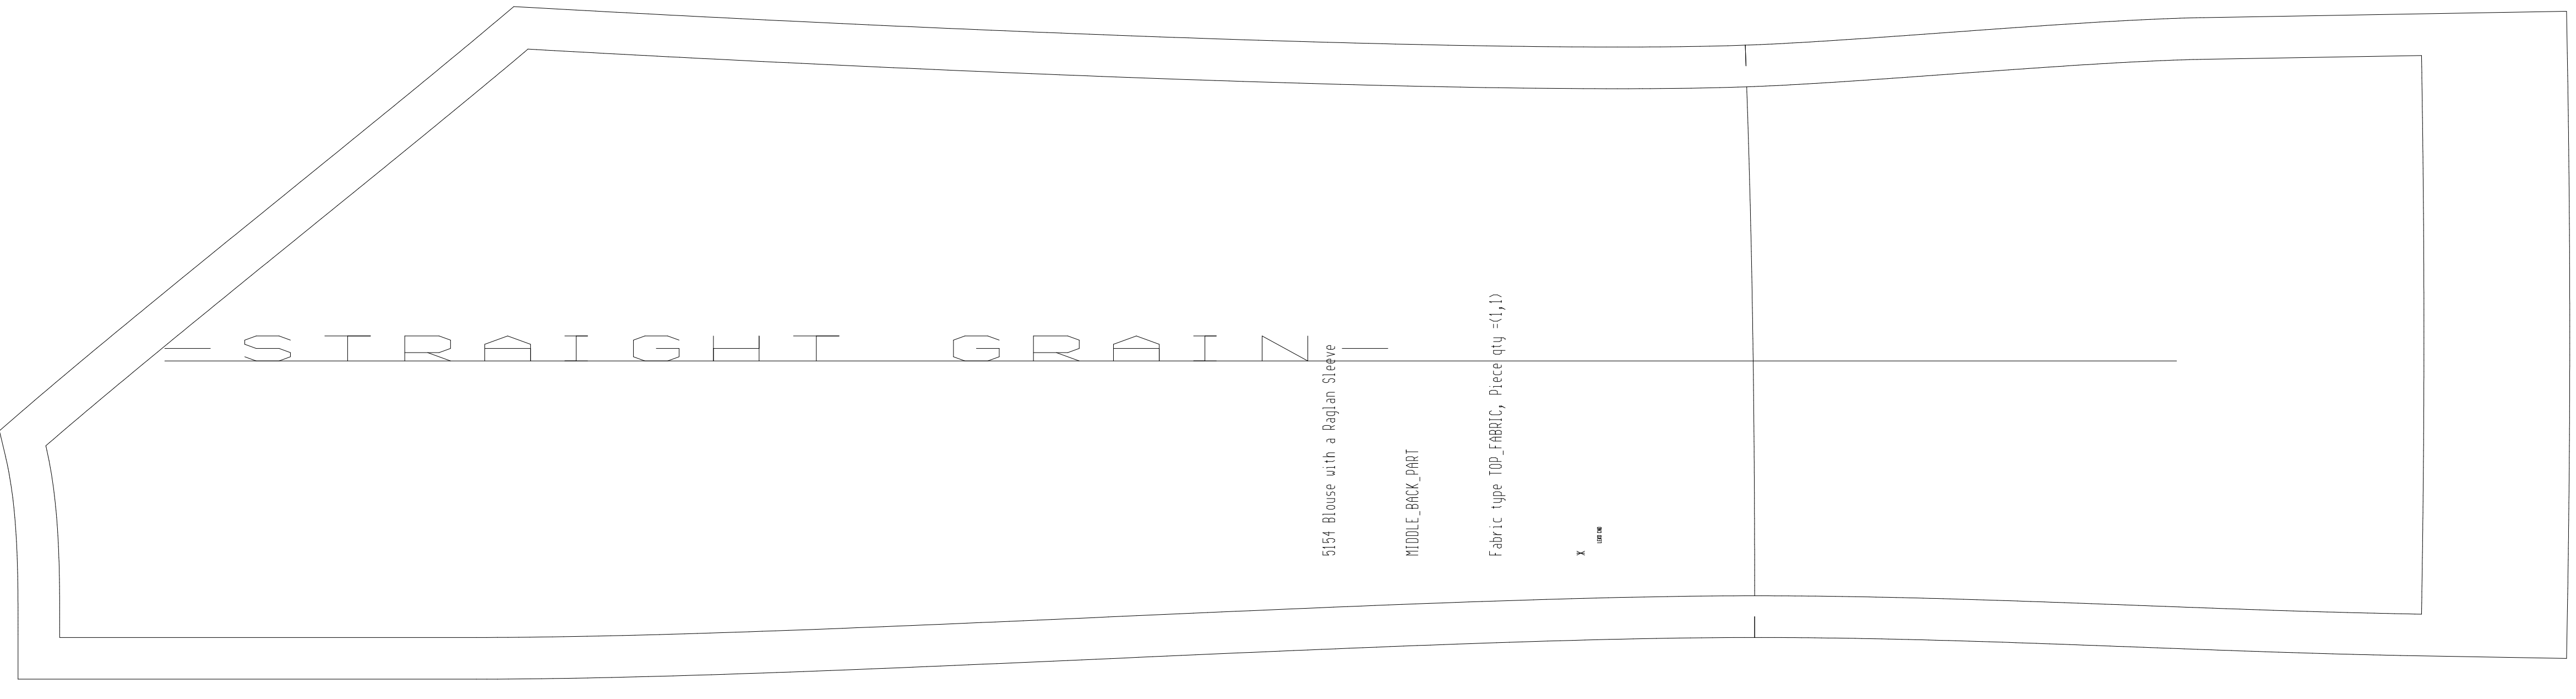 -STRAIGHT GRAIN-
5154 Blouse with a Raglan Sleeve
MIDDLE_BACK_PART
Fabric type TOP_FABRIC, Piece qty =(1,1)
X